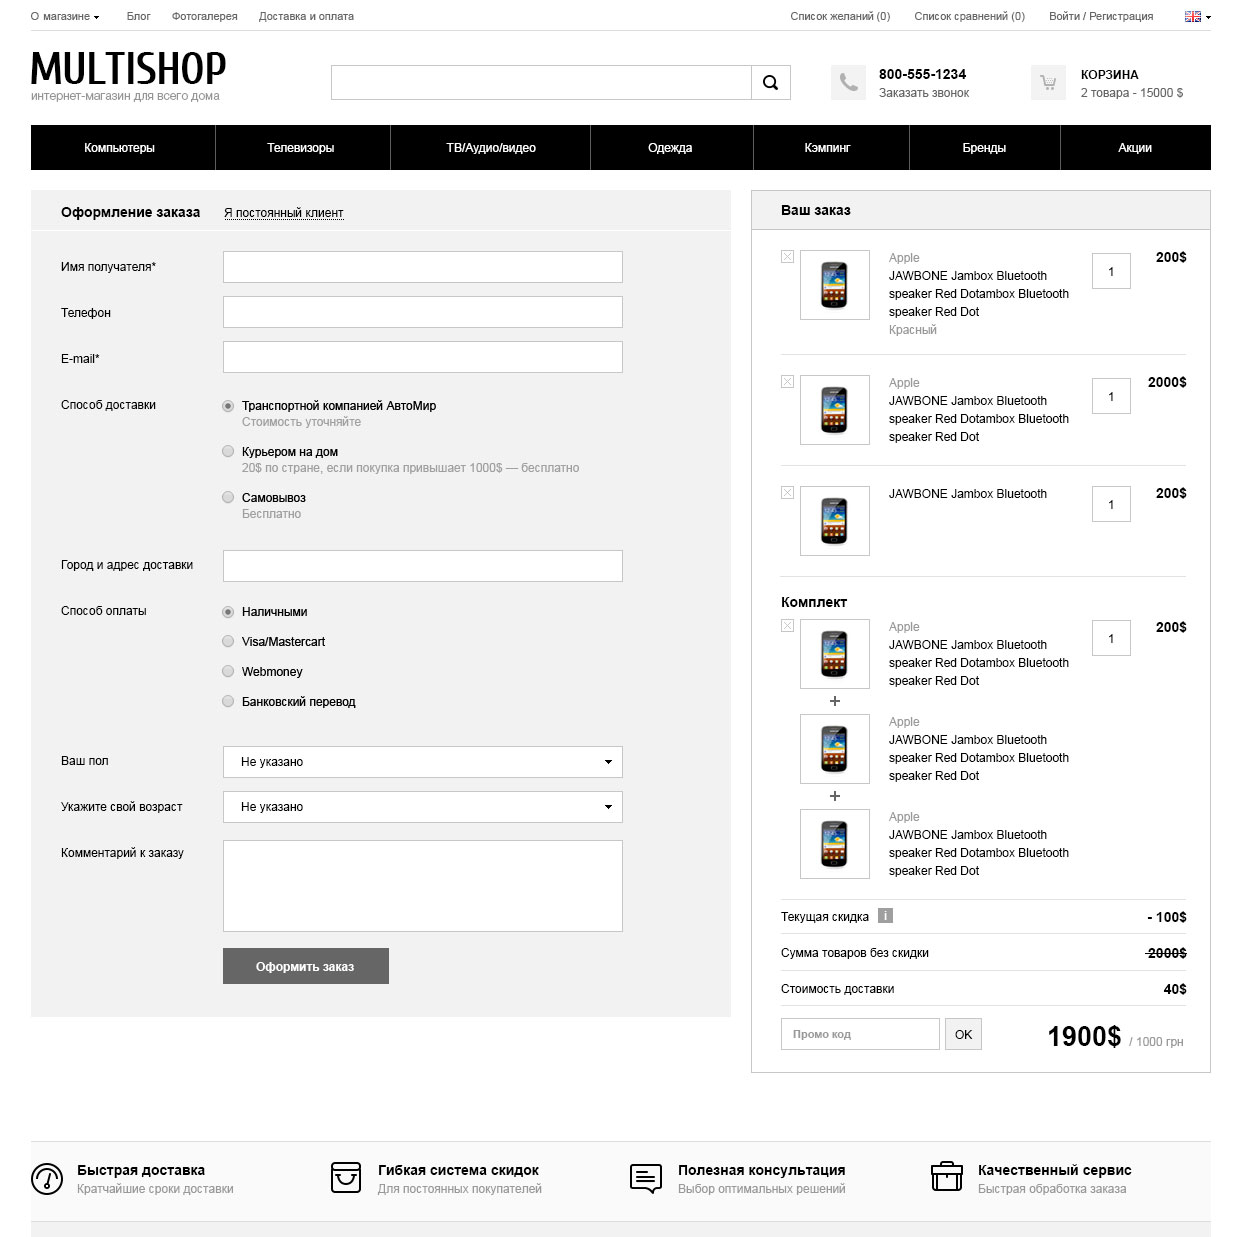 О магазине
Блог
Фотогалерея
Доставка и оплата
Список желаний (0)
Список сравнений (0)
Войти / Регистрация
MULTISHOP
интернет-магазин для всего дома
800-555-1234
Заказать звонок
КОРЗИНА
2 товара - 15000 $
Компьютеры
Телевизоры
ТВ/Аудио/видео
Одежда
Кэмпинг
Бренды
Акции
Оформление заказа
Я постоянный клиент
Имя получателя*
Телефон
E-mail*
Способ доставки
Транспортной компанией АвтоМир
Стоимость уточняйте
Курьером на дом
20$ по стране, если покупка привышает 1000$ — бесплатно
Самовывоз
Бесплатно
Город и адрес доставки
Способ оплаты
Наличными
Visa/Mastercart
Webmoney
Банковский перевод
Ваш пол
Не указано
Укажите свой возраст
Не указано
Комментарий к заказу
Оформить заказ
Ваш заказ
Apple
JAWBONE Jambox Bluetooth
speaker Red Dotambox Bluetooth
speaker Red Dot
Красный
1
200$
Apple
JAWBONE Jambox Bluetooth
speaker Red Dotambox Bluetooth
speaker Red Dot
1
2000$
JAWBONE Jambox Bluetooth
1
200$
Комплект
Apple
JAWBONE Jambox Bluetooth
speaker Red Dotambox Bluetooth
speaker Red Dot
1
200$
+
Apple
JAWBONE Jambox Bluetooth
speaker Red Dotambox Bluetooth
speaker Red Dot
+
Apple
JAWBONE Jambox Bluetooth
speaker Red Dotambox Bluetooth
speaker Red Dot
Текущая скидка i
- 100$
Сумма товаров без скидки
2000$
Стоимость доставки
40$
Промо код
OK
1900$ / 1000 грн
Быстрая доставка
Кратчайшие сроки доставки
Гибкая система скидок
Для постоянных покупателей
Полезная консультация
Выбор оптимальных решений
Качественный сервис
Быстрая обработка заказа